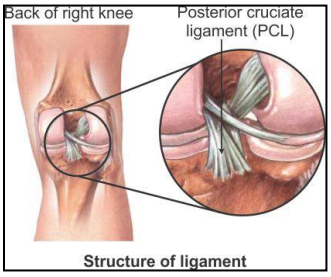 Back of right knee
Posterior cruciate
ligament (PCL)
Structure of ligament